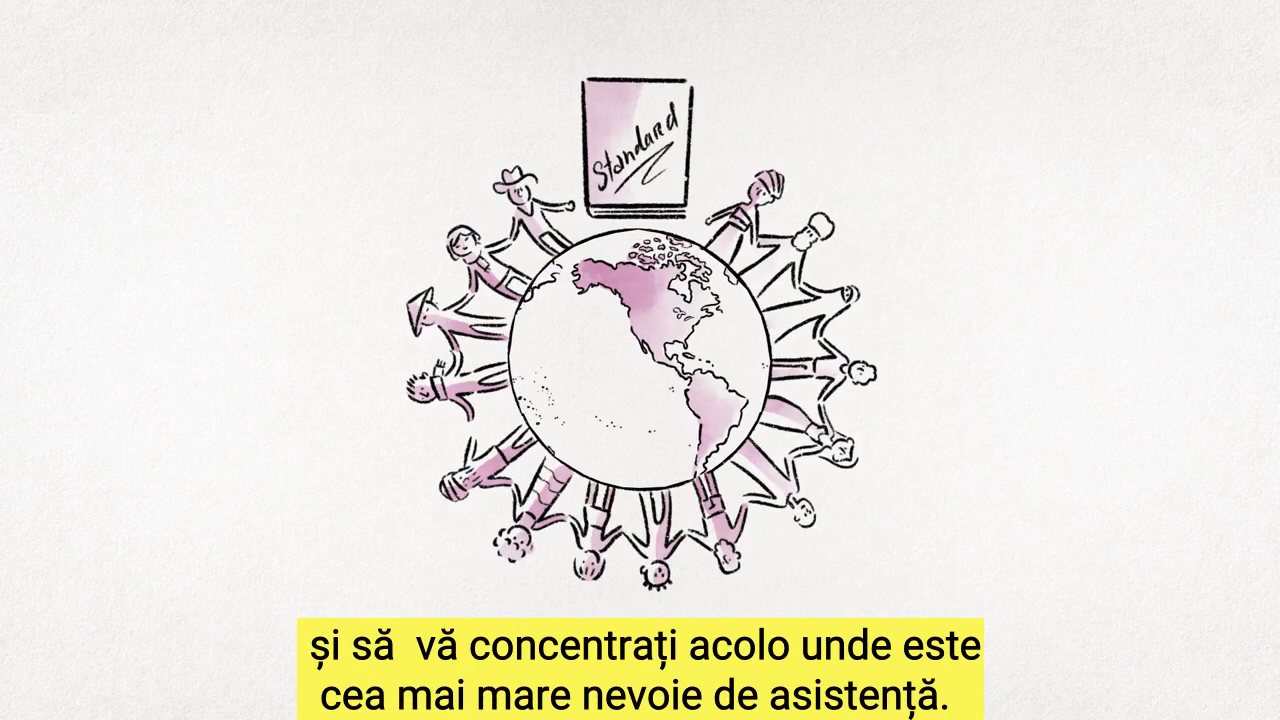 Standard
și să  vă concentrați acolo unde este
cea mai mare nevoie de asistență.